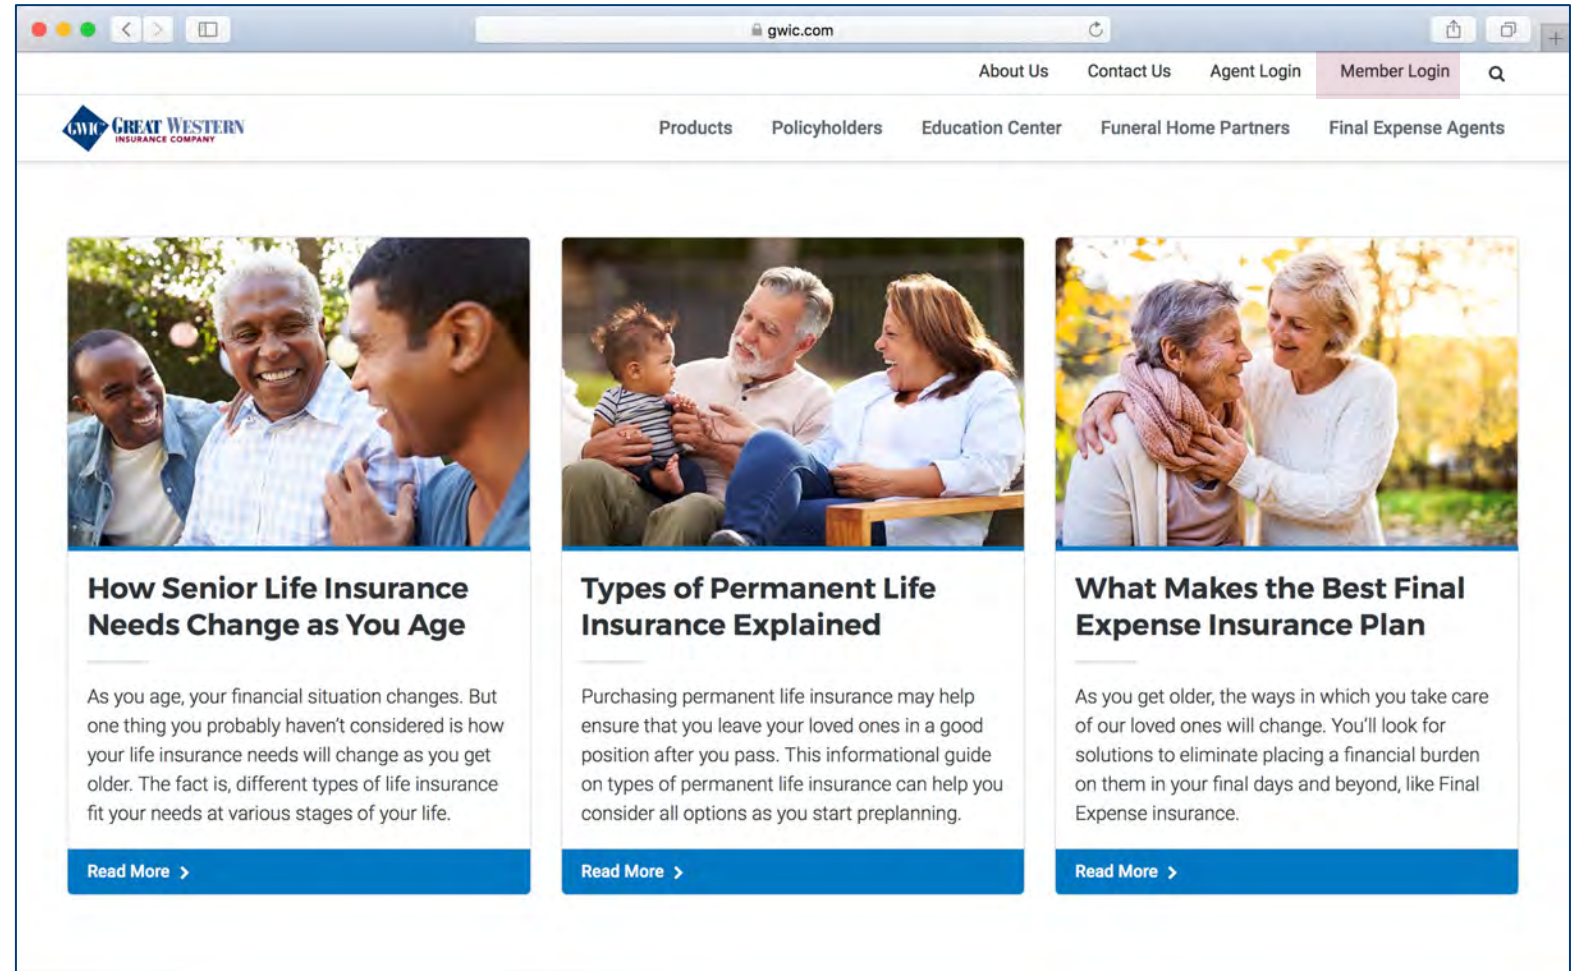 gwic.com
About Us Contact Us Agent Login Member Login
GWIC GREAT WESTERN
INSURANCE COMPANY
Products Policyholders Education Center Funeral Home Partners Final Expense Agents
How Senior Life Insurance
Needs Change as You Age
As you age, your financial situation changes. But
one thing you probably haven't considered is how
your life insurance needs will change as you get
older. The fact is, different types of life insurance
fit your needs at various stages of your life.
Read More
Types of Permanent Life
Insurance Explained
Purchasing permanent life insurance may help
ensure that you leave your loved ones in a good
position after you pass. This informational guide
on types of permanent life insurance can help you
consider all options as you start preplanning.
Read More
What Makes the Best Final
Expense Insurance Plan
As you get older, the ways in which you take care
of our loved ones will change. You'll look for
solutions to eliminate placing a financial burden
on them in your final days and beyond, like Final
Expense insurance.
Read More